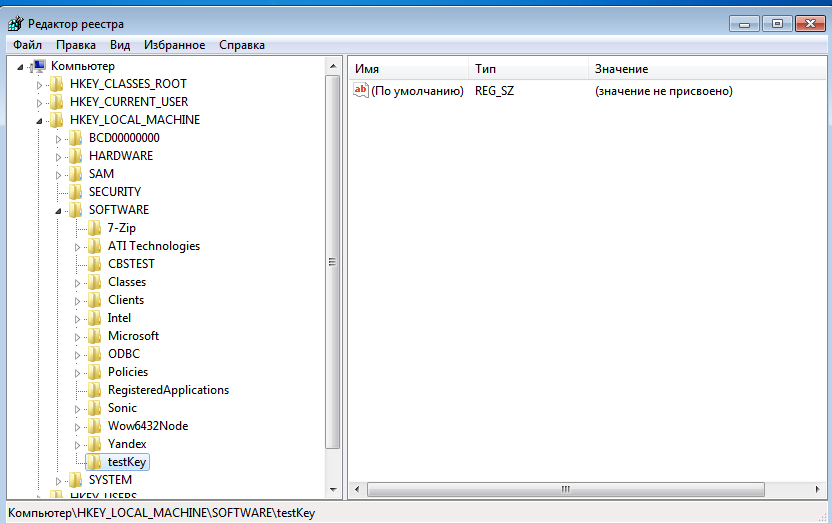 Редактор реестра
Файл Правка Вид Избранное Справка
Компьютер
HKEY_CLASSES_ROOT
HKEY_CURRENT_USER
HKEY_LOCAL_MACHINE
BCD00000000
HARDWARE
SAM
SECURITY
SOFTWARE
7-Zip
ATI Technologies
CBSTEST
Classes
Clients
Intel
Microsoft
ODBC
Policies
RegisteredApplications
Sonic
Wow6432Node
Yandex
testKey
SYSTEM
HKEY_USERS
Имя Тип Значение
ab (По умолчанию) REG_SZ (значение не присвоено)
Компьютер\HKEY_LOCAL_MACHINE\SOFTWARE\testKey